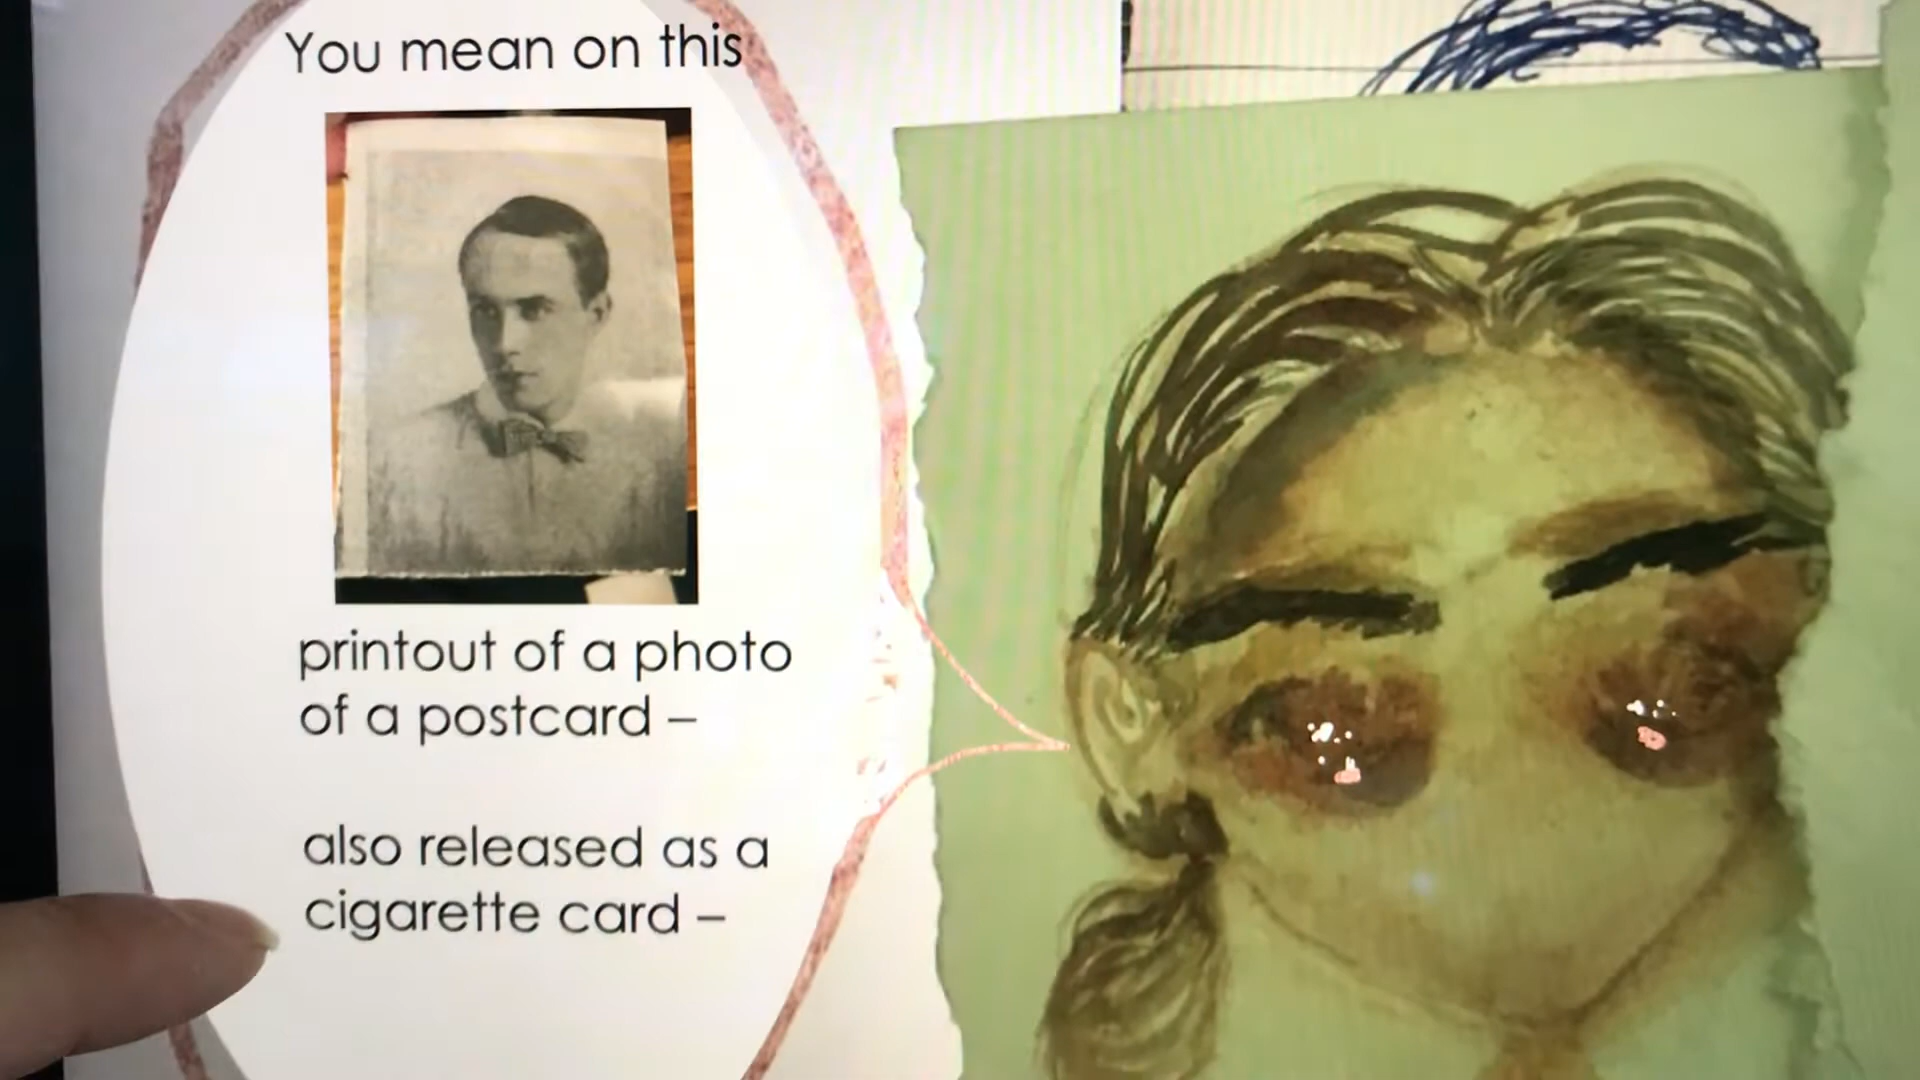 You mean on this
printout of a photo
of a postcard –
also released as a
cigarette card –